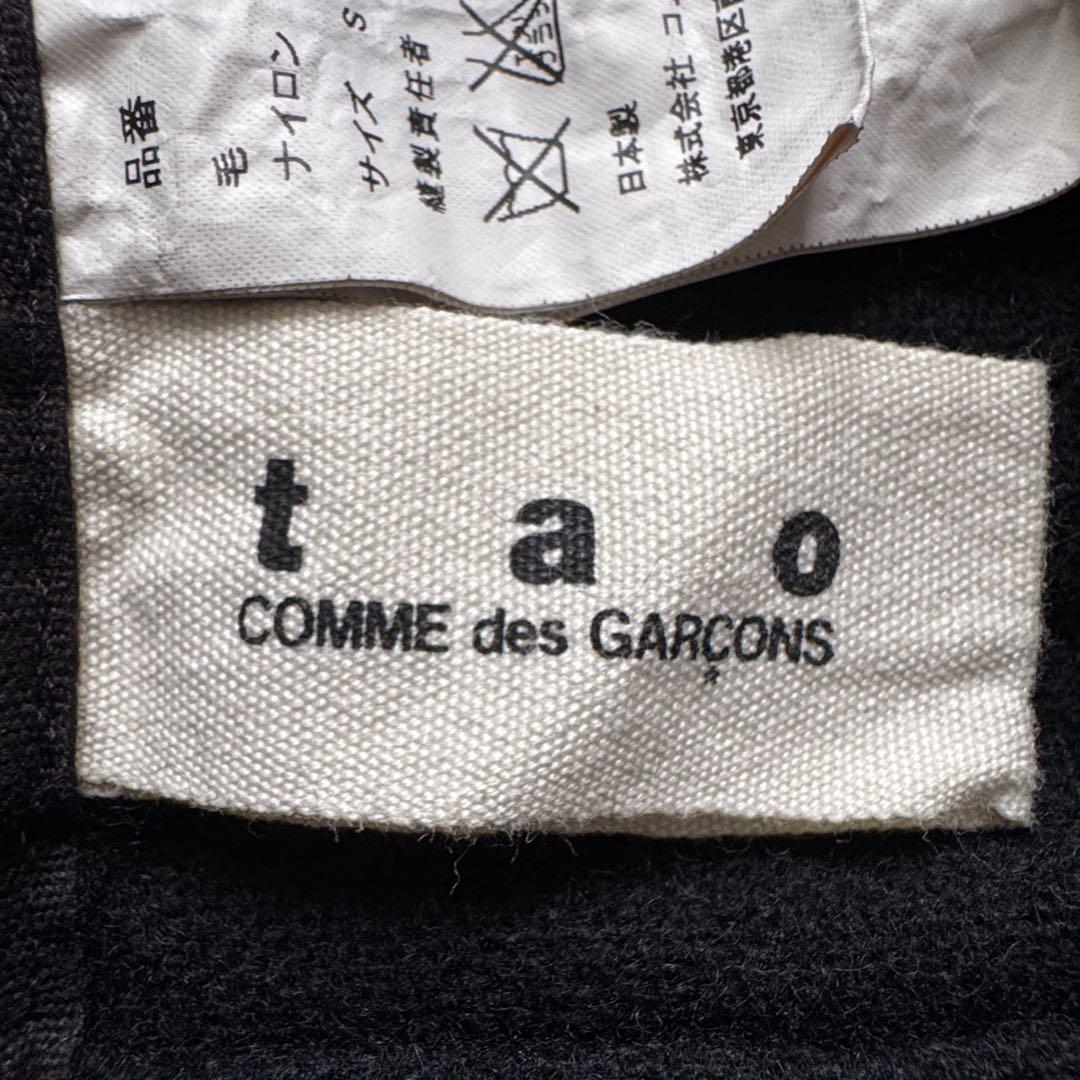 品番
毛
ナイロン
サイズ S
縫製責任者
日本製
株式会社 コ
東京都港区
t a o
COMME des GARÇONS